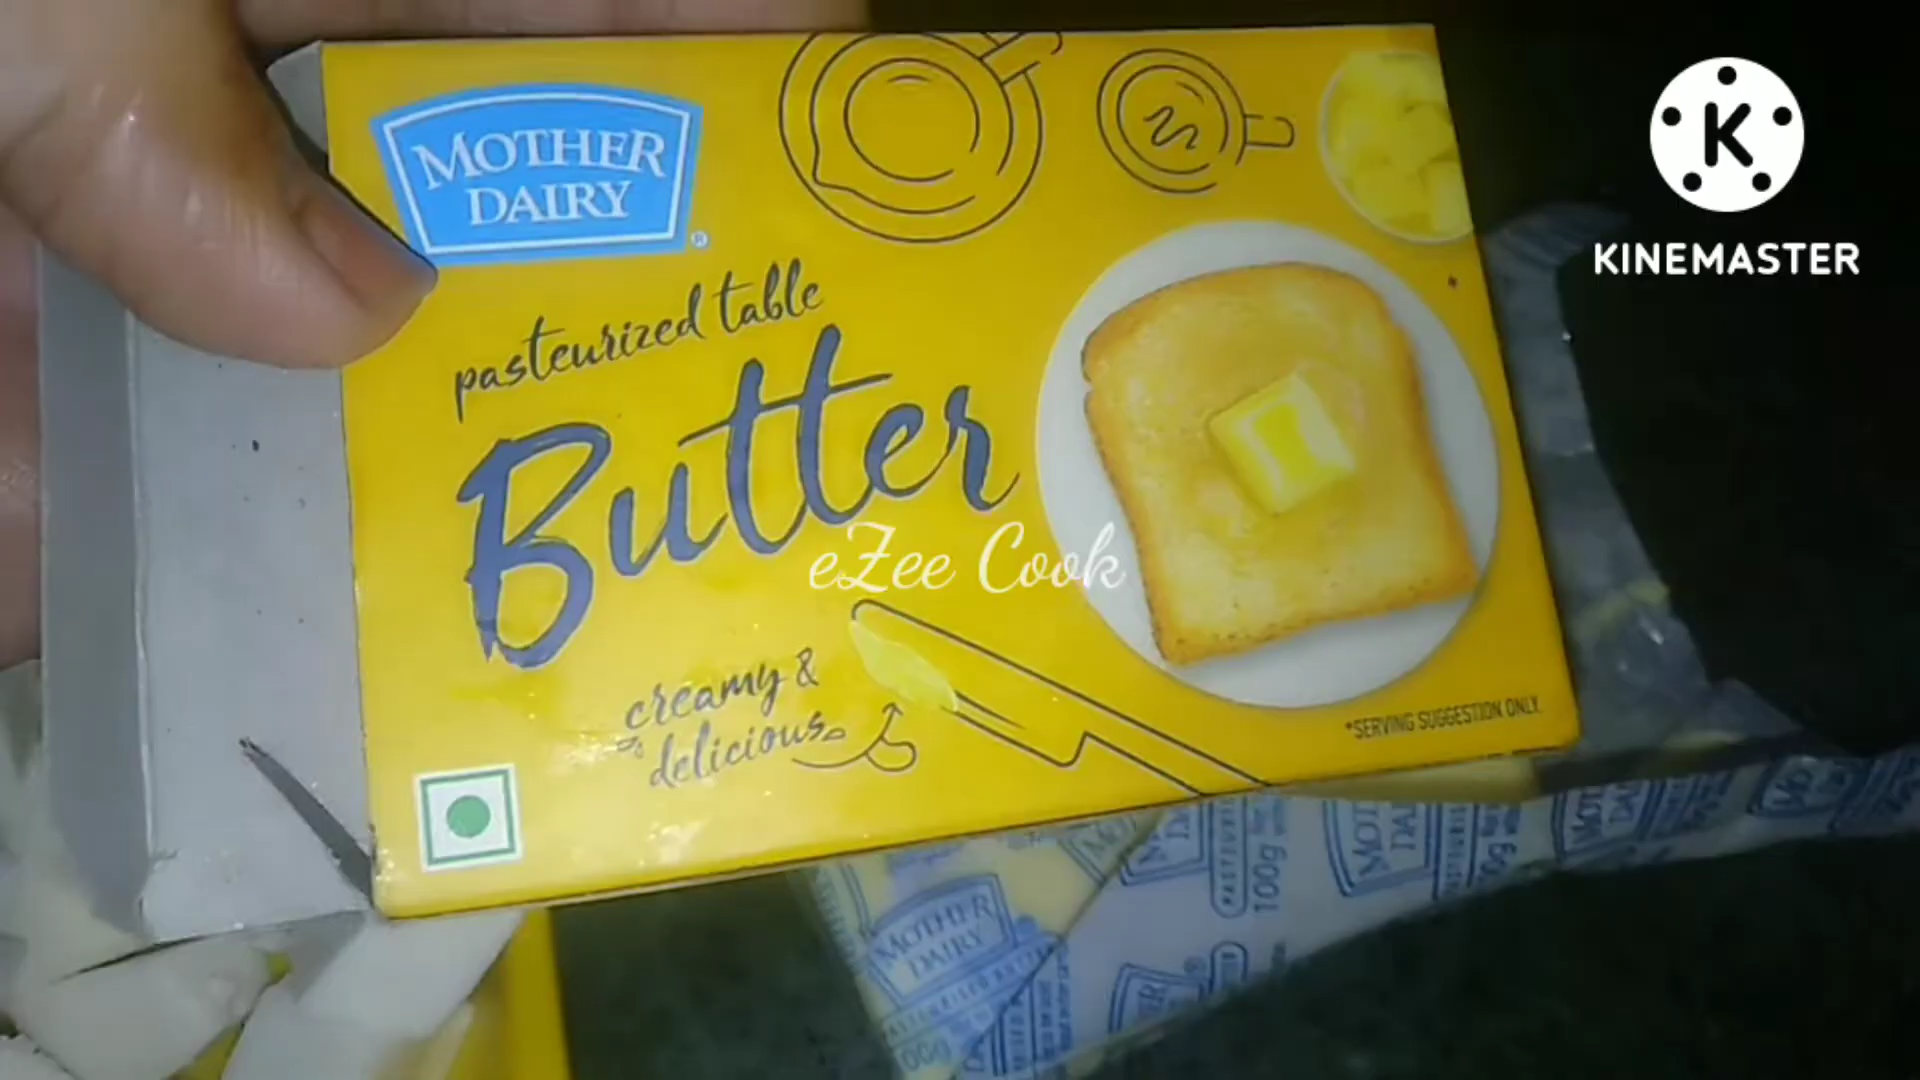 MOTHER
DAIRY
®
pasteurized table
Butter
creamy &
delicious
*SERVING SUGGESTION ONLY.
eZee Cook
K
KINEMASTER
MOTHER
DAIRY
100g